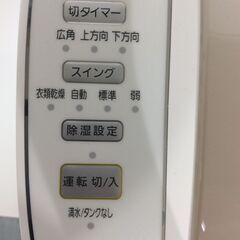 切タイマー
広角 上方向 下方向
スイング
衣類乾燥 自動 標準 弱
除湿設定
運転 切/入
満水/タンクなし